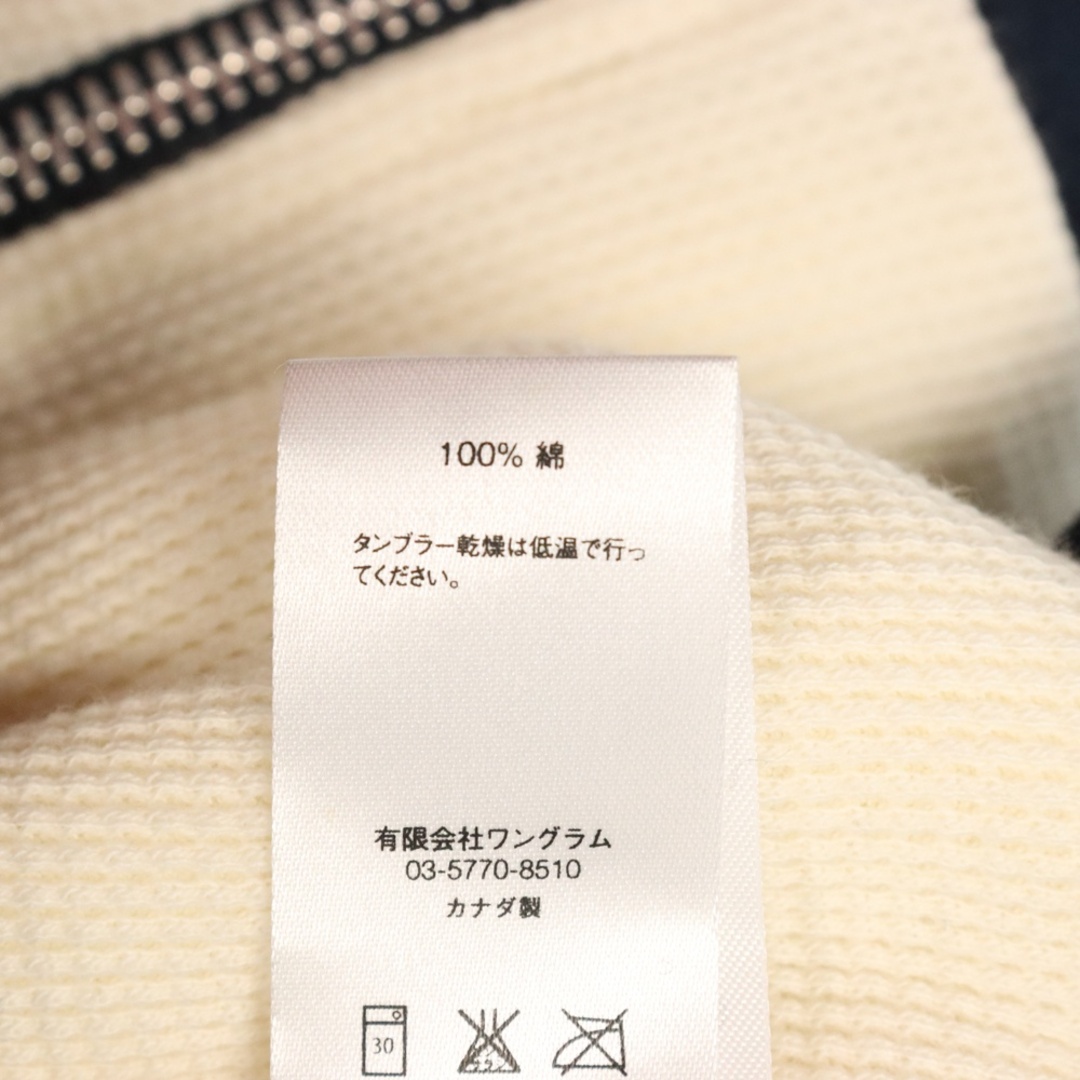 100% 綿
タンブラー乾燥は低温で行っ
てください。
有限会社ワングラム
03-5770-8510
カナダ製
30